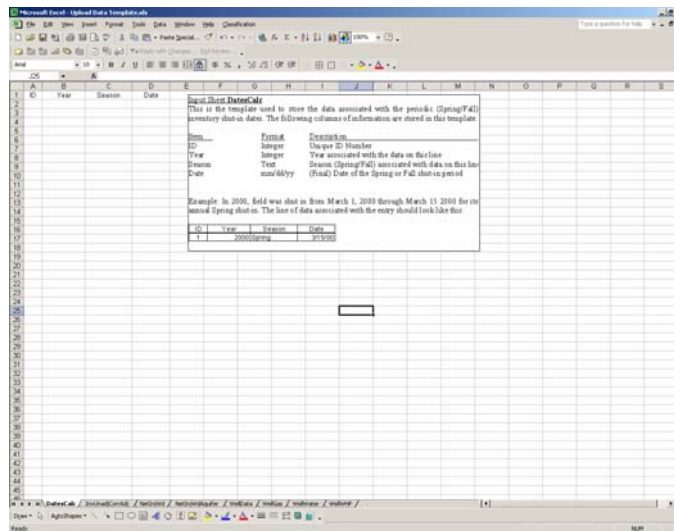 Microsoft Excel - Upload Data Template.xls
File Edit View Insert Format Tools Data Window Help
Type a question for help
Arial 10
J25
A B C D E F G H I J K L M N O P Q R S
ID Year Season Date
Input Sheet DatesCalc
This is the template used to store the data associated with the periodic (Spring/Fall)
inventory shut-in dates. The following columns of information are stored in this template
Item Format Description
ID Integer Unique ID Number
Year Integer Year associated with the data on this line
Season Text Season (Spring/Fall) associated with data on this line
Date mm/dd/yy (Final) Date of the Spring or Fall shut-in period
Example: In 2000, field was shut in from March 1, 2000 through March 15 2000 for its
annual Spring shut-in. The line of data associated with the entry should look like this
ID Year Season Date
1 2000 Spring 3/15/00
DatesCalc
WellData
Draw AutoShapes
Ready
NUM